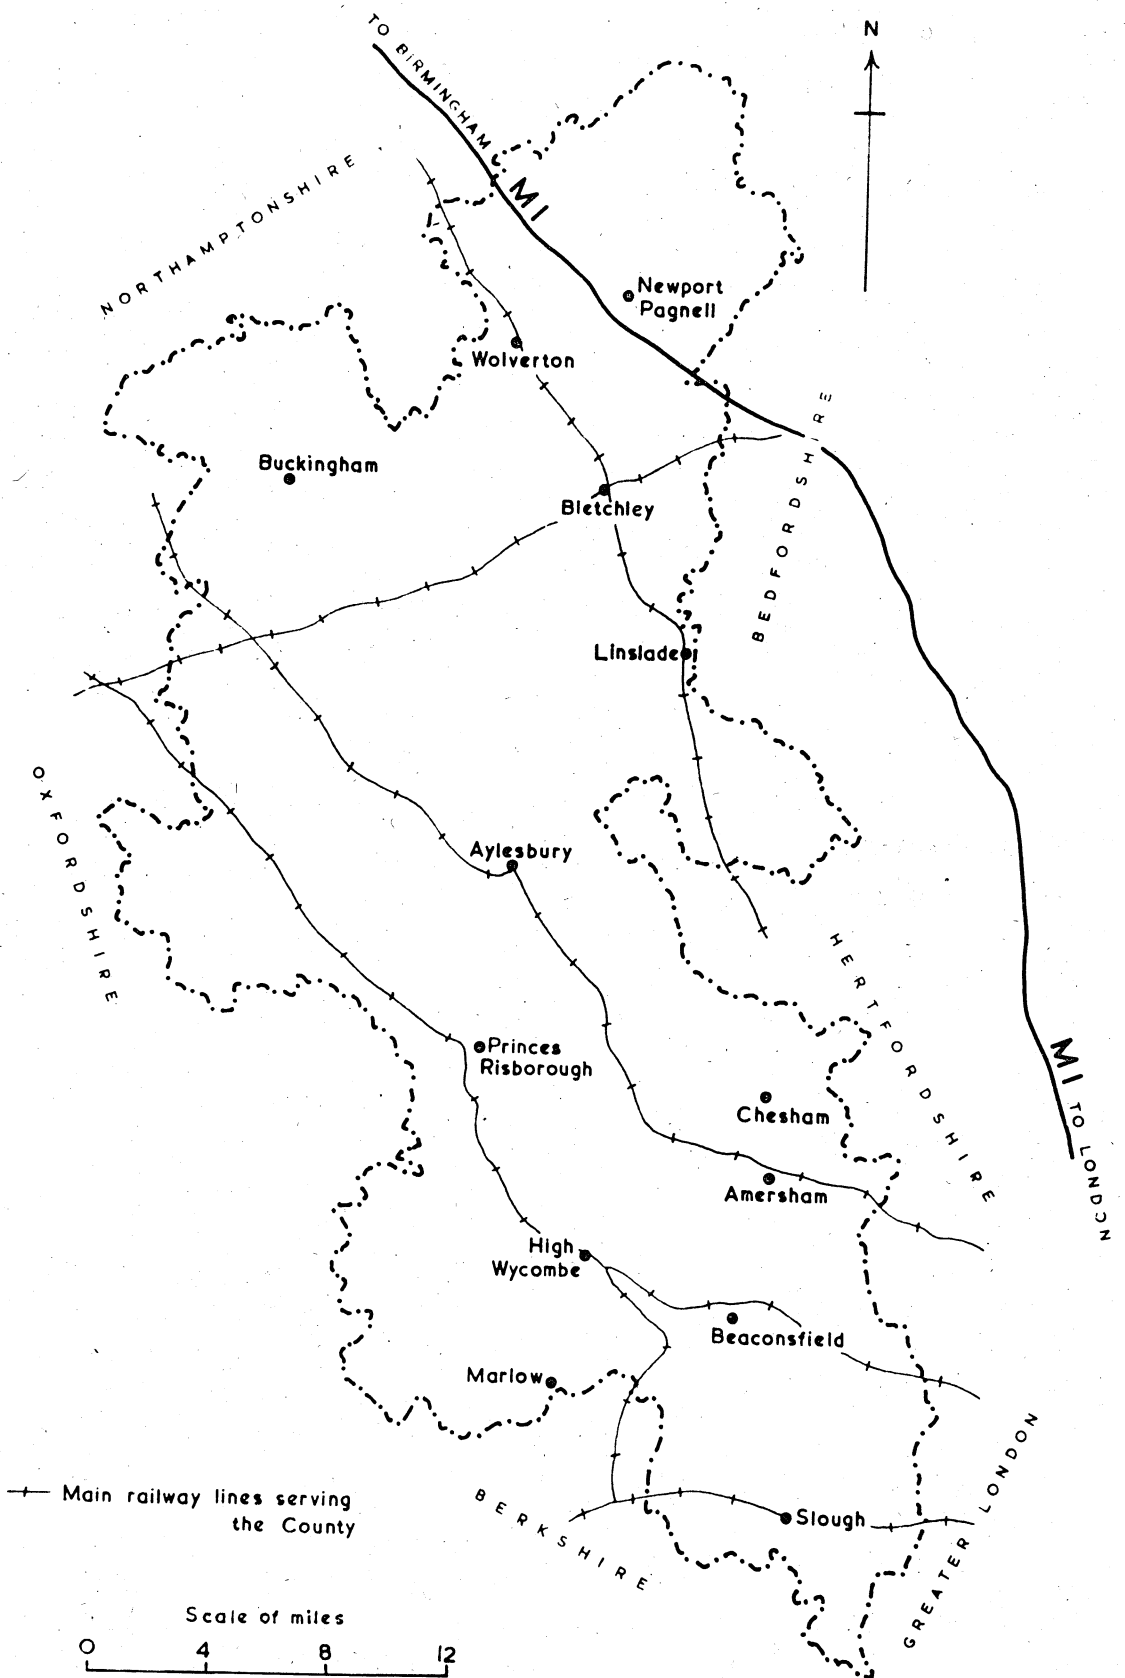 TO BIRMINGHAM
N
NORTHAMPTONSHIRE
M1
Newport
Pagnell
Wolverton
BEDFORDSHIRE
Buckingham
Bletchley
Linslade
OXFORDSHIRE
Aylesbury
HERTFORDSHIRE
Princes
Risborough
M1
TO LONDON
Chesham
Amersham
High
Wycombe
Beaconsfield
Marlow
GREATER LONDON
Main railway lines serving
the County
BERKSHIRE
Slough
Scale of miles
0 4 8 12